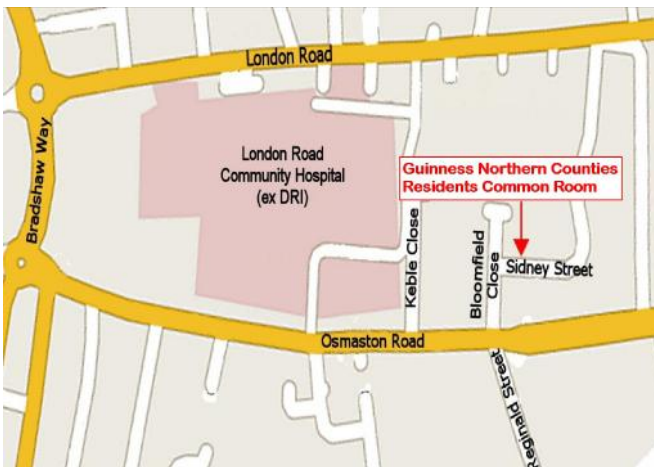 London Road
Bradshaw Way
London Road
Community Hospital
(ex DRI)
Guinness Northern Counties
Residents Common Room
Keble Close
Bloomfield
Close
Sidney Street
Osmaston Road
Reginald Street